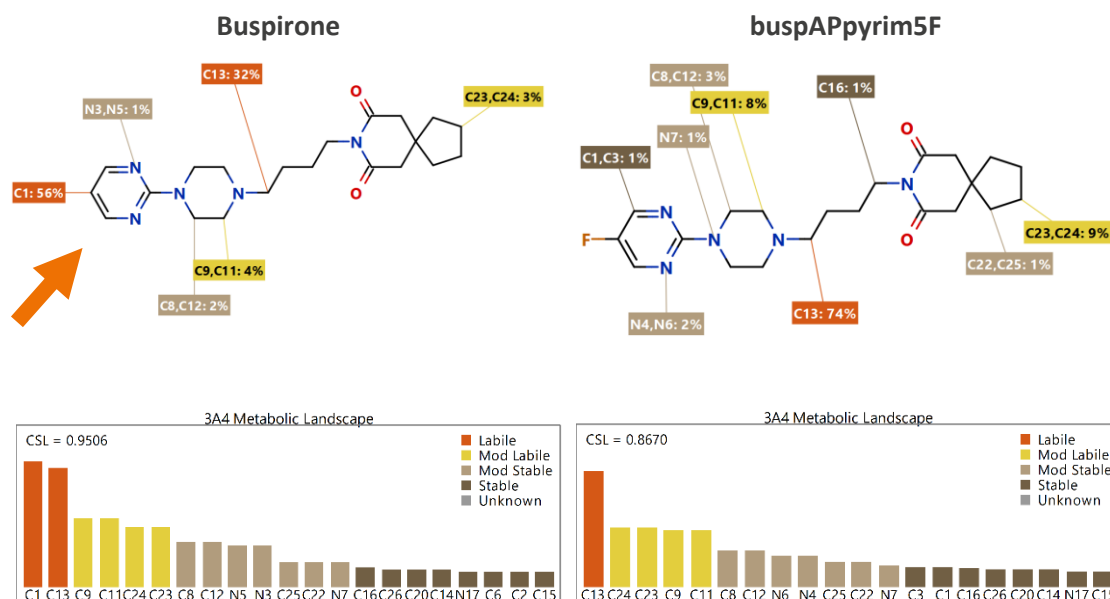 Buspirone
buspAPpyrim5F
C13: 32%
O
N3,N5: 1%
C23,C24: 3%
N
N
N
N
N
O
C1: 56%
C9,C11: 4%
C8,C12: 2%
C8,C12: 3%
C9,C11: 8%
C16: 1%
N7: 1%
C1,C3: 1%
O
N
N
N
N
N
F
O
C23,C24: 9%
C22,C25: 1%
C13: 74%
N4,N6: 2%
3A4 Metabolic Landscape
CSL = 0.9506
Labile
Mod Labile
Mod Stable
Stable
Unknown
C1 C13 C9 C11 C24 C23 C8 C12 N5 N3 C25 C22 N7 C16 C26 C20 C14 N17 C6 C2 C15
3A4 Metabolic Landscape
CSL = 0.8670
Labile
Mod Labile
Mod Stable
Stable
Unknown
C13 C24 C23 C9 C11 C8 C12 N6 N4 C25 C22 N7 C3 C1 C16 C26 C20 C14 N17 C15